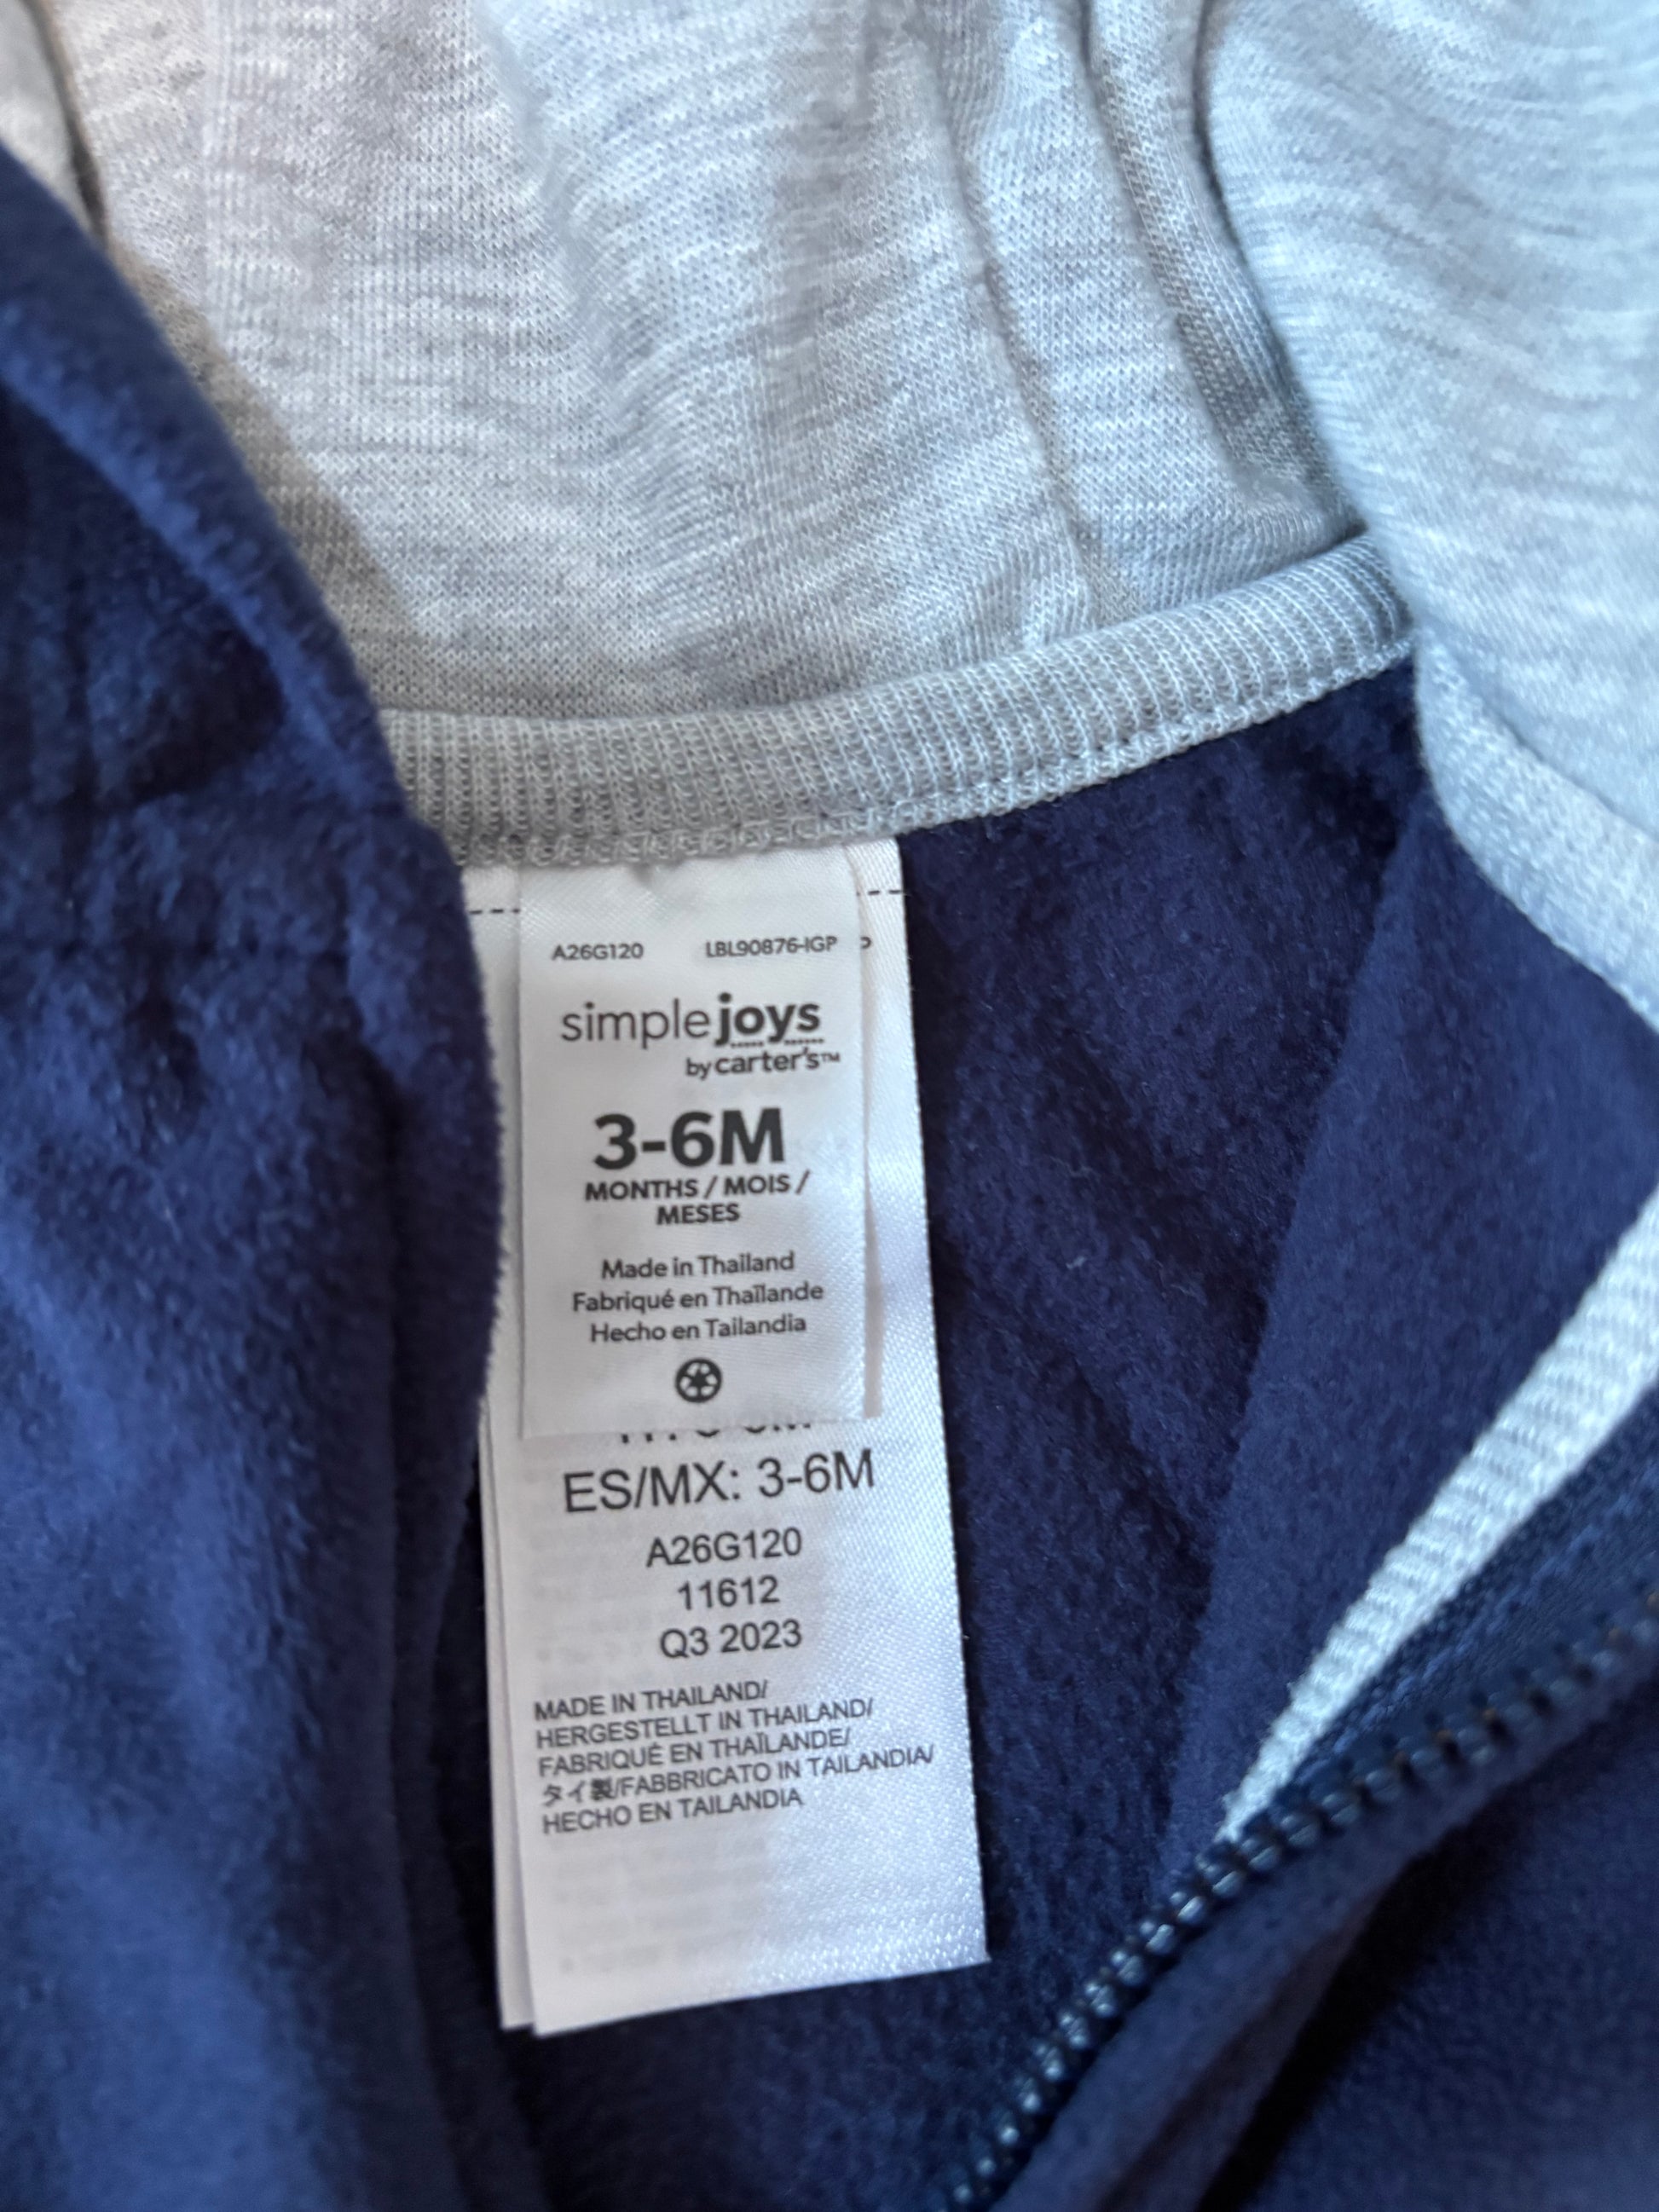 A26G120 LBL90876-IGP
simple joys
by carter's™
3-6M
MONTHS / MOIS /
MESES
Made in Thailand
Fabriqué en Thaïlande
Hecho en Tailandia
ES/MX: 3-6M
A26G120
11612
Q3 2023
MADE IN THAILAND/
HERGESTELLT IN THAILAND/
FABRIQUÉ EN THAÏLANDE/
タイ製/FABBRICATO IN TAILANDIA/
HECHO EN TAILANDIA